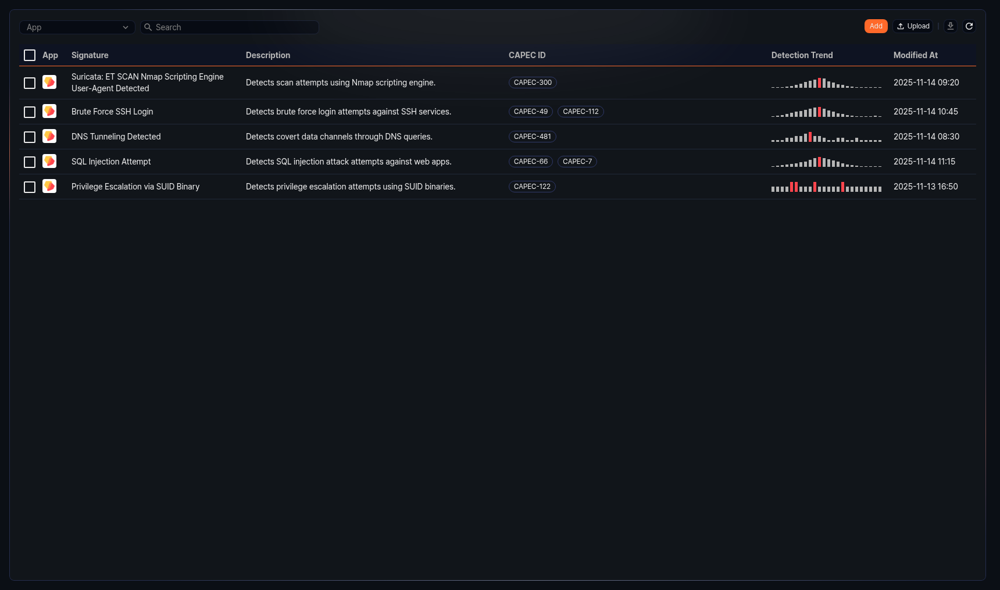 App
Search
Add
Upload
App Signature Description CAPEC ID Detection Trend Modified At
Suricata: ET SCAN Nmap Scripting Engine
User-Agent Detected
Detects scan attempts using Nmap scripting engine.
CAPEC-300
2025-11-14 09:20
Brute Force SSH Login
Detects brute force login attempts against SSH services.
CAPEC-49 CAPEC-112
2025-11-14 10:45
DNS Tunneling Detected
Detects covert data channels through DNS queries.
CAPEC-481
2025-11-14 08:30
SQL Injection Attempt
Detects SQL injection attack attempts against web apps.
CAPEC-66 CAPEC-7
2025-11-14 11:15
Privilege Escalation via SUID Binary
Detects privilege escalation attempts using SUID binaries.
CAPEC-122
2025-11-13 16:50